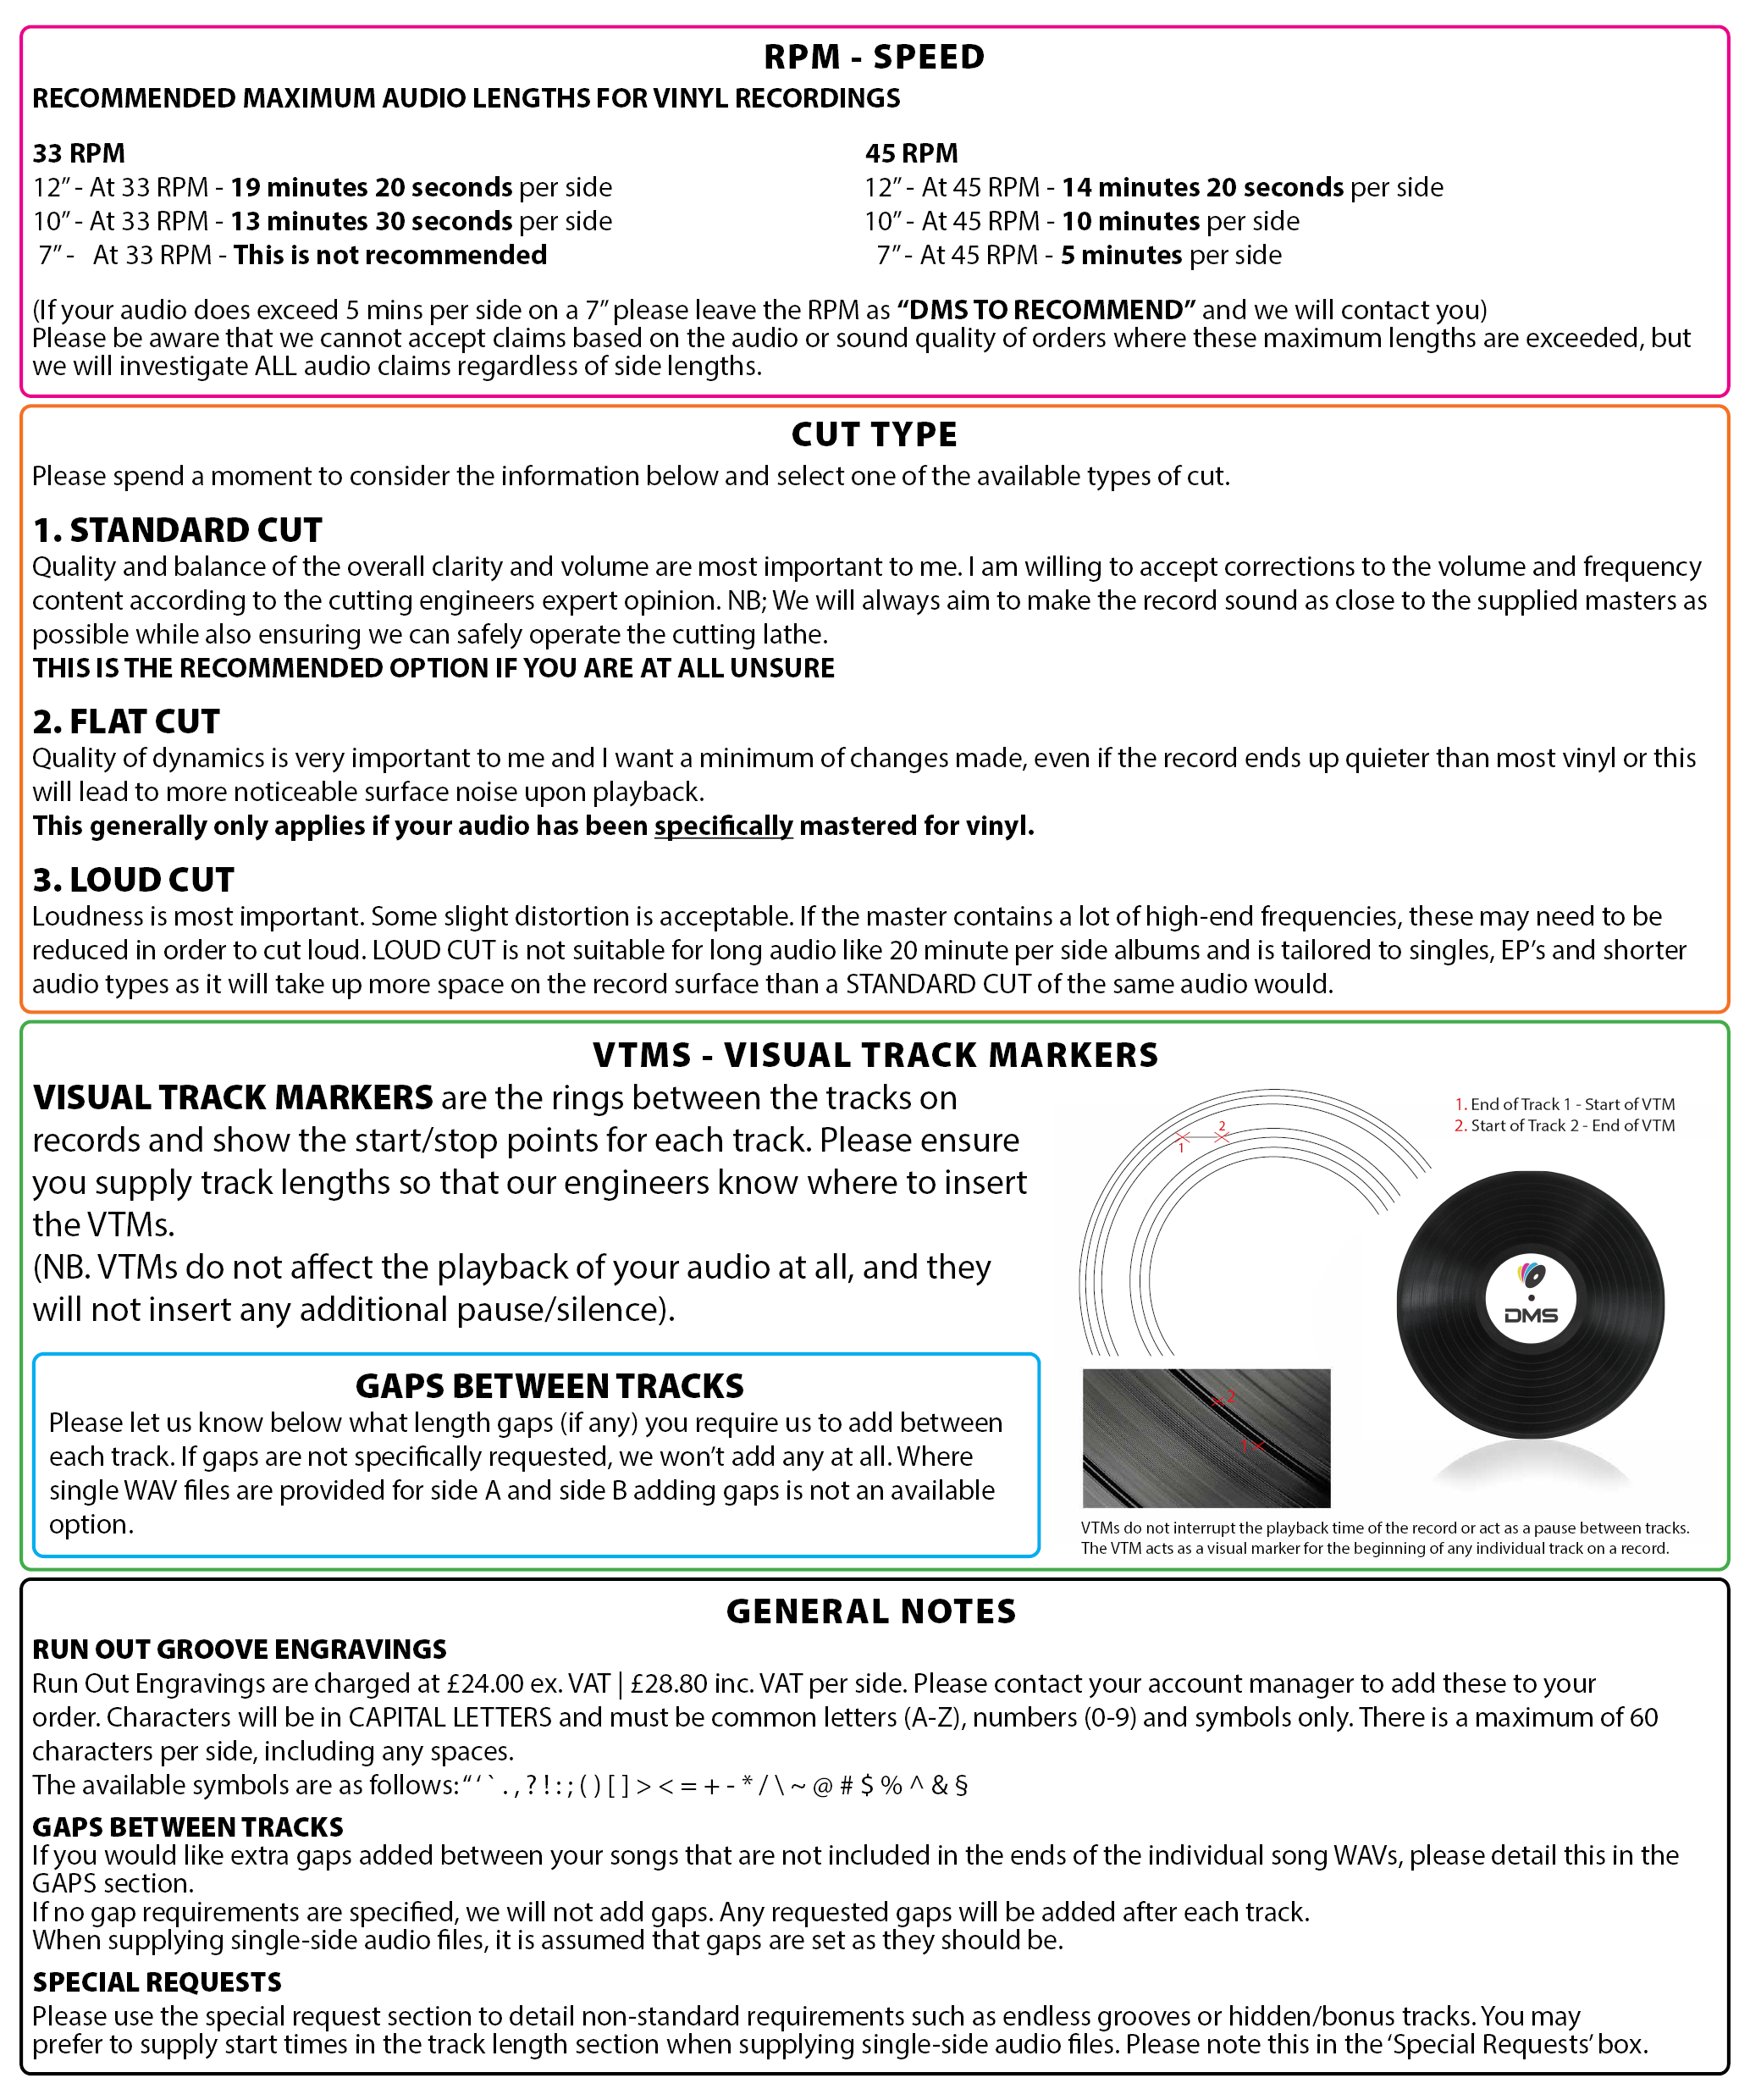 RPM - SPEED
RECOMMENDED MAXIMUM AUDIO LENGTHS FOR VINYL RECORDINGS
33 RPM
12” - At 33 RPM - 19 minutes 20 seconds per side
10” - At 33 RPM - 13 minutes 30 seconds per side
7” - At 33 RPM - This is not recommended
45 RPM
12” - At 45 RPM - 14 minutes 20 seconds per side
10” - At 45 RPM - 10 minutes per side
7” - At 45 RPM - 5 minutes per side
(If your audio does exceed 5 mins per side on a 7” please leave the RPM as “DMS TO RECOMMEND” and we will contact you)
Please be aware that we cannot accept claims based on the audio or sound quality of orders where these maximum lengths are exceeded, but
we will investigate ALL audio claims regardless of side lengths.
CUT TYPE
Please spend a moment to consider the information below and select one of the available types of cut.
1. STANDARD CUT
Quality and balance of the overall clarity and volume are most important to me. I am willing to accept corrections to the volume and frequency
content according to the cutting engineers expert opinion. NB; We will always aim to make the record sound as close to the supplied masters as
possible while also ensuring we can safely operate the cutting lathe.
THIS IS THE RECOMMENDED OPTION IF YOU ARE AT ALL UNSURE
2. FLAT CUT
Quality of dynamics is very important to me and I want a minimum of changes made, even if the record ends up quieter than most vinyl or this
will lead to more noticeable surface noise upon playback.
This generally only applies if your audio has been specifically mastered for vinyl.
3. LOUD CUT
Loudness is most important. Some slight distortion is acceptable. If the master contains a lot of high-end frequencies, these may need to be
reduced in order to cut loud. LOUD CUT is not suitable for long audio like 20 minute per side albums and is tailored to singles, EP’s and shorter
audio types as it will take up more space on the record surface than a STANDARD CUT of the same audio would.
VTMS - VISUAL TRACK MARKERS
VISUAL TRACK MARKERS are the rings between the tracks on
records and show the start/stop points for each track. Please ensure
you supply track lengths so that our engineers know where to insert
the VTMs.
(NB. VTMs do not affect the playback of your audio at all, and they
will not insert any additional pause/silence).
1. End of Track 1 - Start of VTM
2. Start of Track 2 - End of VTM
2
1
DMS
2
1
VTMs do not interrupt the playback time of the record or act as a pause between tracks.
The VTM acts as a visual marker for the beginning of any individual track on a record.
GAPS BETWEEN TRACKS
Please let us know below what length gaps (if any) you require us to add between
each track. If gaps are not specifically requested, we won’t add any at all. Where
single WAV files are provided for side A and side B adding gaps is not an available
option.
GENERAL NOTES
RUN OUT GROOVE ENGRAVINGS
Run Out Engravings are charged at £24.00 ex. VAT | £28.80 inc. VAT per side. Please contact your account manager to add these to your
order. Characters will be in CAPITAL LETTERS and must be common letters (A-Z), numbers (0-9) and symbols only. There is a maximum of 60
characters per side, including any spaces.
The available symbols are as follows: “ ‘ ` . , ? ! : ; ( ) [ ] > < = + - * / \ ~ @ # $ % ^ & §
GAPS BETWEEN TRACKS
If you would like extra gaps added between your songs that are not included in the ends of the individual song WAVs, please detail this in the
GAPS section.
If no gap requirements are specified, we will not add gaps. Any requested gaps will be added after each track.
When supplying single-side audio files, it is assumed that gaps are set as they should be.
SPECIAL REQUESTS
Please use the special request section to detail non-standard requirements such as endless grooves or hidden/bonus tracks. You may
prefer to supply start times in the track length section when supplying single-side audio files. Please note this in the ‘Special Requests’ box.